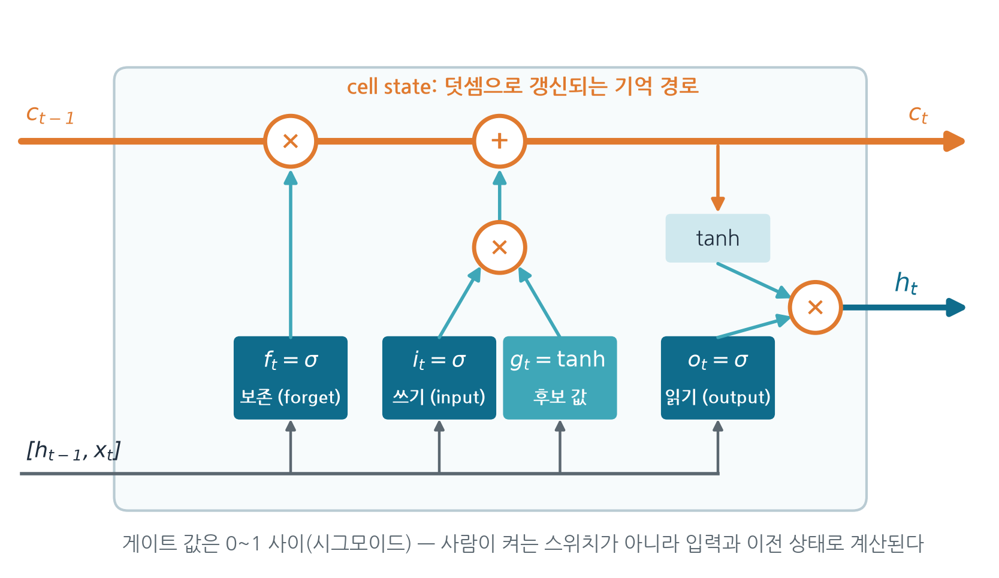 cell state: 덧셈으로 갱신되는 기억 경로
c_{t-1}
c_t
×
+
×
tanh
h_t
×
f_t = σ
보존 (forget)
i_t = σ
쓰기 (input)
g_t = tanh
후보 값
o_t = σ
읽기 (output)
[h_{t-1}, x_t]
게이트 값은 0~1 사이(시그모이드) — 사람이 켜는 스위치가 아니라 입력과 이전 상태로 계산된다